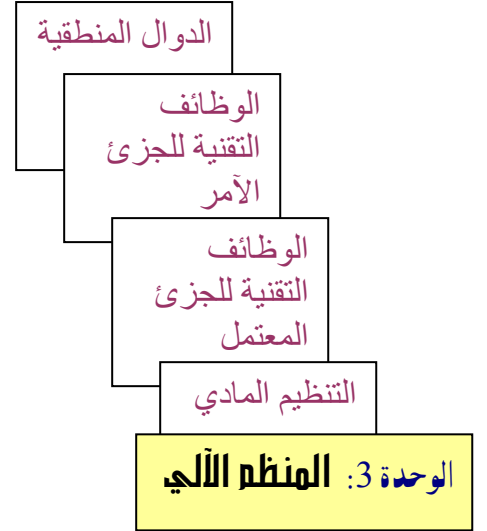 الدوال المنطقية
الوظائف
التقنية للجزئ
الآمر
الوظائف
التقنية للجزئ
المعتمل
التنظيم المادي
الوحدة 3: المنظم الآلي